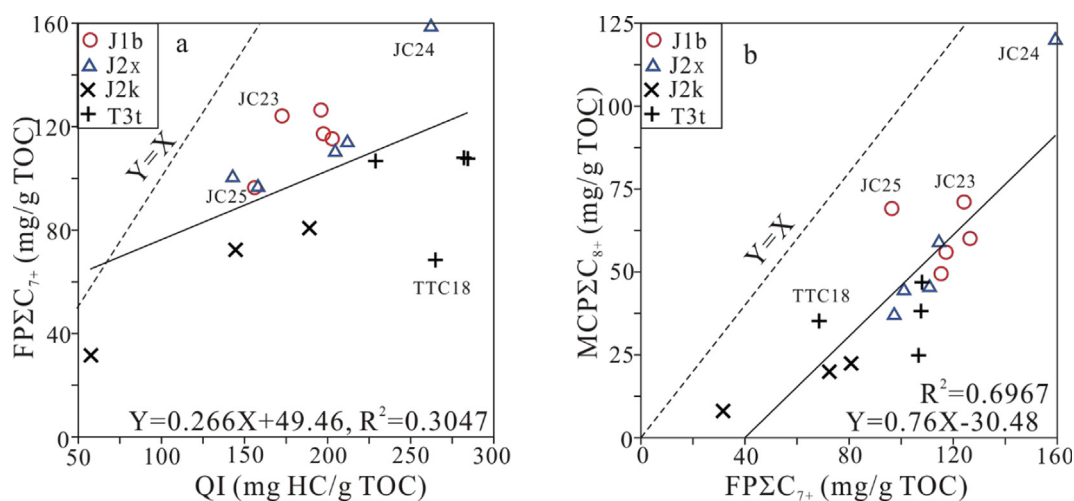 160
120
80
40
0
50
100
150
200
250
300
FPΣC7+ (mg/g TOC)
QI (mg HC/g TOC)
J1b
J2x
J2k
T3t
a
Y=X
JC24
JC23
JC25
TTC18
Y=0.266X+49.46, R²=0.3047
125
100
75
50
25
0
0
40
80
120
160
MCPΣC8+ (mg/g TOC)
FPΣC7+ (mg/g TOC)
J1b
J2x
J2k
T3t
b
Y=X
JC24
JC25
JC23
TTC18
R²=0.6967
Y=0.76X-30.48